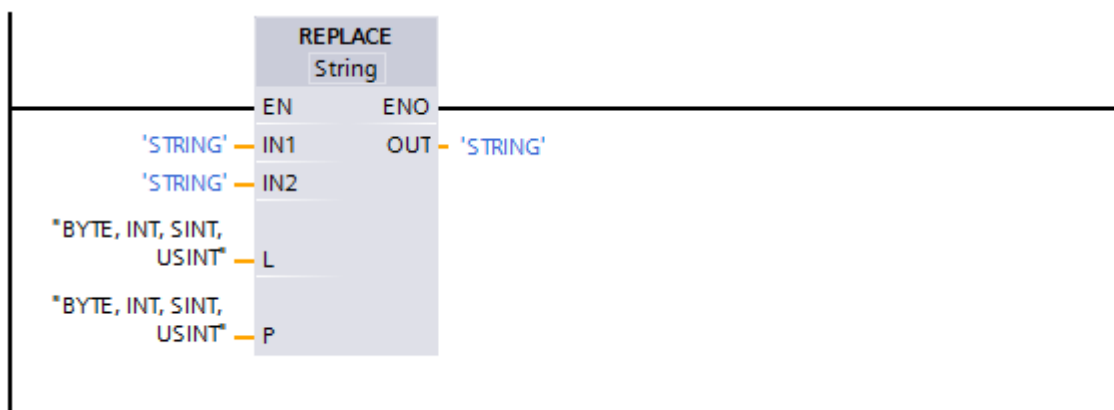 REPLACE
String
EN ENO
'STRING' IN1 OUT 'STRING'
'STRING' IN2
"BYTE, INT, SINT,
USINT" L
"BYTE, INT, SINT,
USINT" P